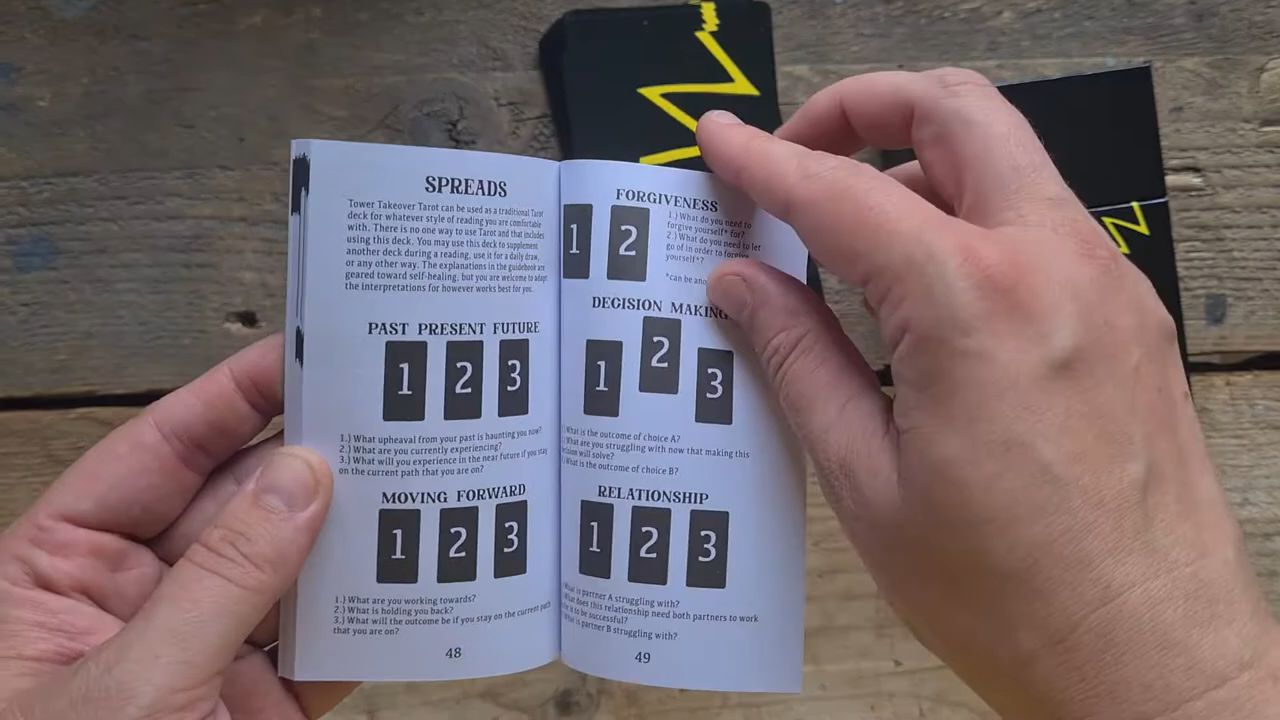 SPREADS
Tower Takeover Tarot can be used as a traditional Tarot
deck for whatever style of reading you are comfortable
with. There is no one way to use Tarot and that includes
using this deck. You may use this deck to supplement
another deck during a reading, use it for a daily draw,
or any other way. The explanations in the guidebook are
geared toward self-healing, but you are welcome to adapt
the interpretations for however works best for you.
PAST PRESENT FUTURE
1 2 3
1.) What upheaval from your past is haunting you now?
2.) What are you currently experiencing?
3.) What will you experience in the near future if you stay
on the current path that you are on?
MOVING FORWARD
1 2 3
1.) What are you working towards?
2.) What is holding you back?
3.) What will the outcome be if you stay on the current path
that you are on?
48
FORGIVENESS
1 2
1.) What do you need to
forgive yourself* for?
2.) What do you need to let
go of in order to forgive
yourself*?
*can be
DECISION MAKING
1 2 3
What is the outcome of choice A?
What are you struggling with now that making this
decision will solve?
What is the outcome of choice B?
RELATIONSHIP
1 2 3
What is partner A struggling with?
What does this relationship need both partners to work
for it to be successful?
What is partner B struggling with?
49